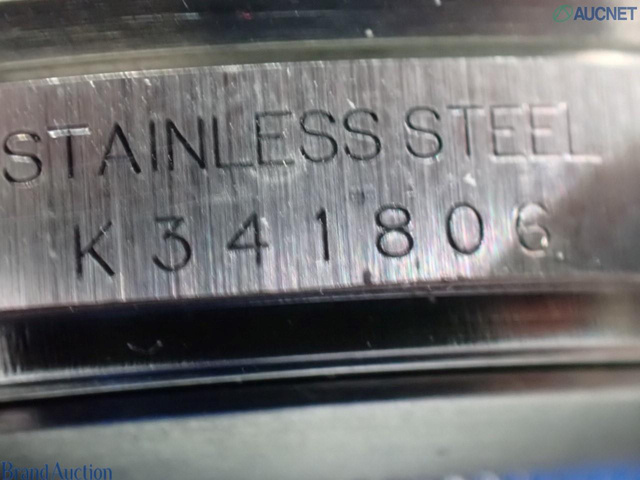 AUCNET
STAINLESS STEEL
K341806
Brand Auction